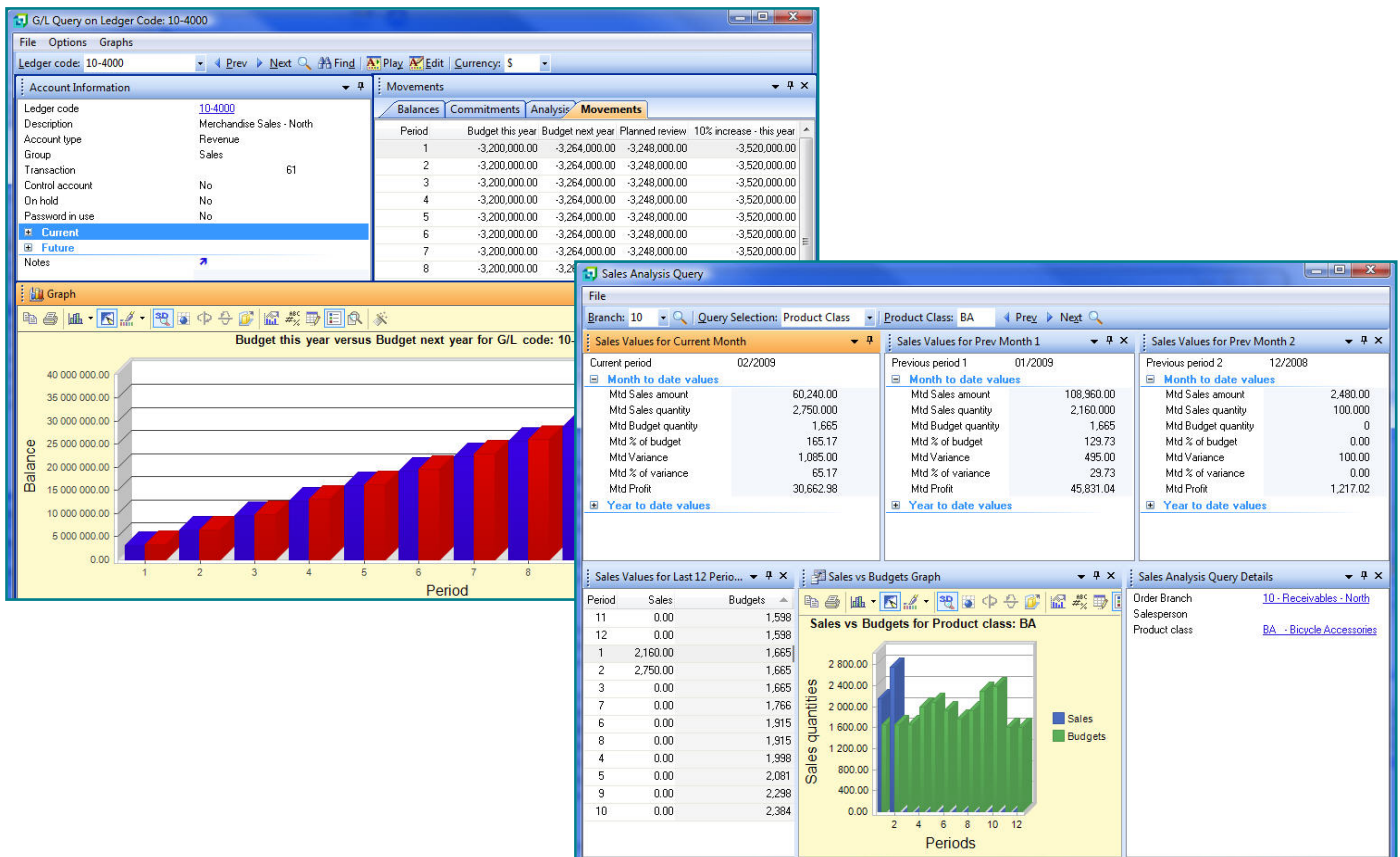 G/L Query on Ledger Code: 10-4000
File Options Graphs
Ledger code: 10-4000 Prev Next Find Play Edit Currency: $
Account Information
Ledger code 10-4000
Description Merchandise Sales - North
Account type Revenue
Group Sales
Transaction 61
Control account No
On hold No
Password in use No
Current
Future
Notes
Movements
Balances Commitments Analysis Movements
Period Budget this year Budget next year Planned review 10% increase - this year
1 -3,200,000.00 -3,264,000.00 -3,248,000.00 -3,520,000.00
2 -3,200,000.00 -3,264,000.00 -3,248,000.00 -3,520,000.00
3 -3,200,000.00 -3,264,000.00 -3,248,000.00 -3,520,000.00
4 -3,200,000.00 -3,264,000.00 -3,248,000.00 -3,520,000.00
5 -3,200,000.00 -3,264,000.00 -3,248,000.00 -3,520,000.00
6 -3,200,000.00 -3,264,000.00 -3,248,000.00 -3,520,000.00
7 -3,200,000.00 -3,264,000.00 -3,248,000.00 -3,520,000.00
8 -3,200,000.00
Graph
Budget this year versus Budget next year for G/L code: 10-
40 000 000.00
35 000 000.00
30 000 000.00
25 000 000.00
20 000 000.00
15 000 000.00
10 000 000.00
5 000 000.00
0.00
Balance
1 2 3 4 5 6 7 8
Period
Sales Analysis Query
File
Branch: 10 Query Selection: Product Class Product Class: BA Prev Next
Sales Values for Current Month
Current period 02/2009
Month to date values
Mtd Sales amount 60,240.00
Mtd Sales quantity 2,750.000
Mtd Budget quantity 1,665
Mtd % of budget 165.17
Mtd Variance 1,085.00
Mtd % of variance 65.17
Mtd Profit 30,662.98
Year to date values
Sales Values for Prev Month 1
Previous period 1 01/2009
Month to date values
Mtd Sales amount 108,960.00
Mtd Sales quantity 2,160.000
Mtd Budget quantity 1,665
Mtd % of budget 129.73
Mtd Variance 495.00
Mtd % of variance 29.73
Mtd Profit 45,831.04
Year to date values
Sales Values for Prev Month 2
Previous period 2 12/2008
Month to date values
Mtd Sales amount 2,480.00
Mtd Sales quantity 100.000
Mtd Budget quantity 0
Mtd % of budget 0.00
Mtd Variance 100.00
Mtd % of variance 0.00
Mtd Profit 1,217.02
Year to date values
Sales Values for Last 12 Perio...
Period Sales Budgets
11 0.00 1,598
12 0.00 1,598
1 2,160.00 1,665
2 2,750.00 1,665
3 0.00 1,665
7 0.00 1,766
6 0.00 1,915
8 0.00 1,915
4 0.00 1,998
5 0.00 2,081
9 0.00 2,298
10 0.00 2,384
Sales vs Budgets Graph
Sales vs Budgets for Product class: BA
2 800.00
2 400.00
2 000.00
1 600.00
1 200.00
800.00
400.00
0.00
Sales quantities
2 4 6 8 10 12
Periods
Sales
Budgets
Sales Analysis Query Details
Order Branch 10 - Receivables - North
Salesperson
Product class BA - Bicycle Accessories